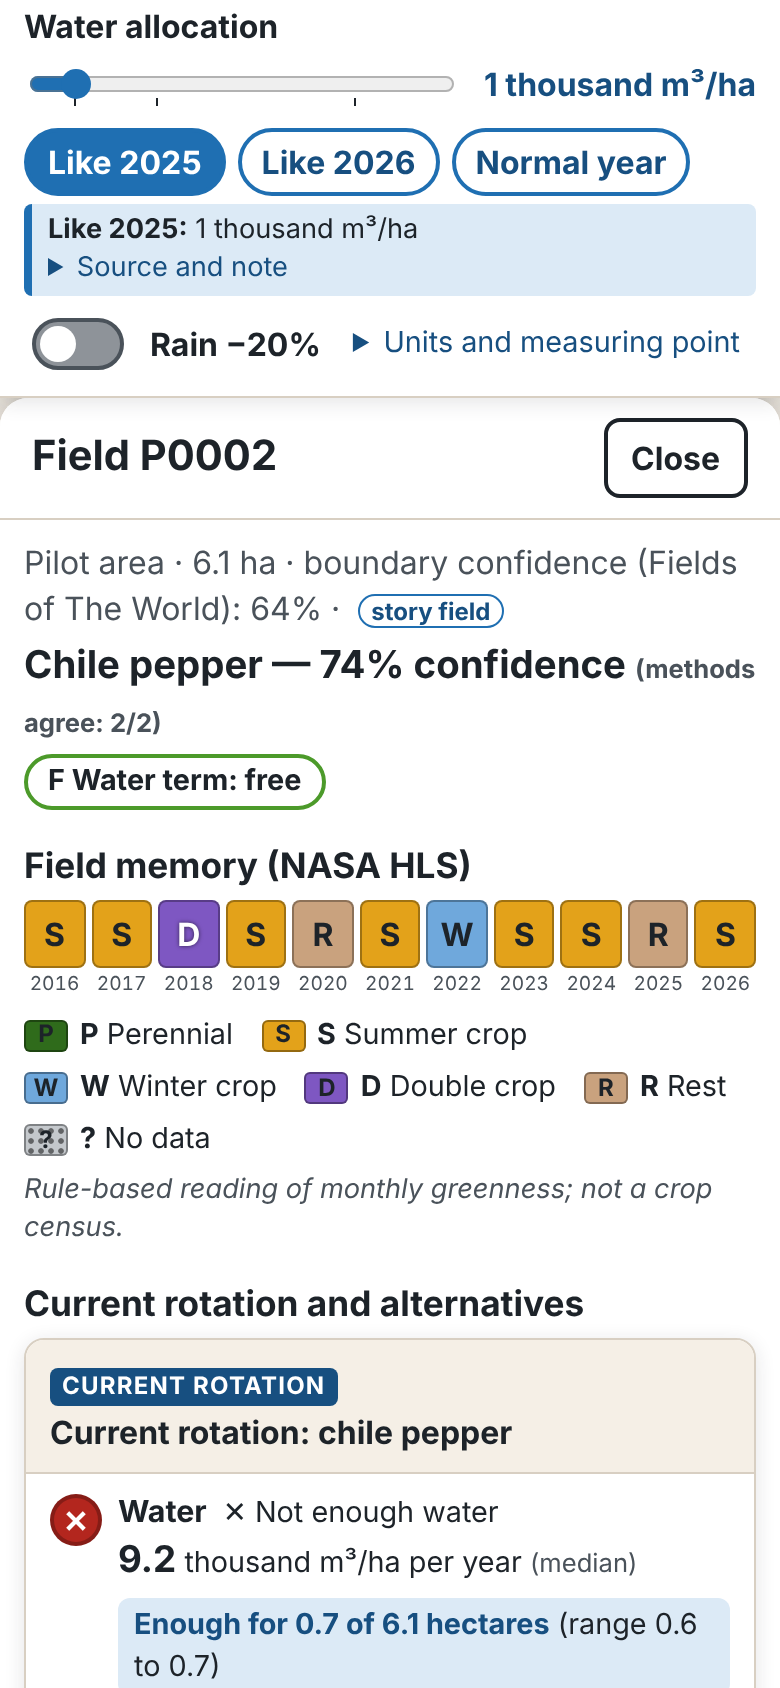 Water allocation
1 thousand m³/ha
Like 2025 Like 2026 Normal year
Like 2025: 1 thousand m³/ha
▶ Source and note
Rain −20% ▶ Units and measuring point
Field P0002
Close
Pilot area · 6.1 ha · boundary confidence (Fields
of The World): 64% · story field
Chile pepper — 74% confidence (methods
agree: 2/2)
F Water term: free
Field memory (NASA HLS)
S S D S R S W S S R S
2016 2017 2018 2019 2020 2021 2022 2023 2024 2025 2026
P P Perennial S S Summer crop
W W Winter crop D D Double crop R R Rest
? ? No data
Rule-based reading of monthly greenness; not a crop
census.
Current rotation and alternatives
CURRENT ROTATION
Current rotation: chile pepper
✕ Water ✕ Not enough water
9.2 thousand m³/ha per year (median)
Enough for 0.7 of 6.1 hectares (range 0.6
to 0.7)